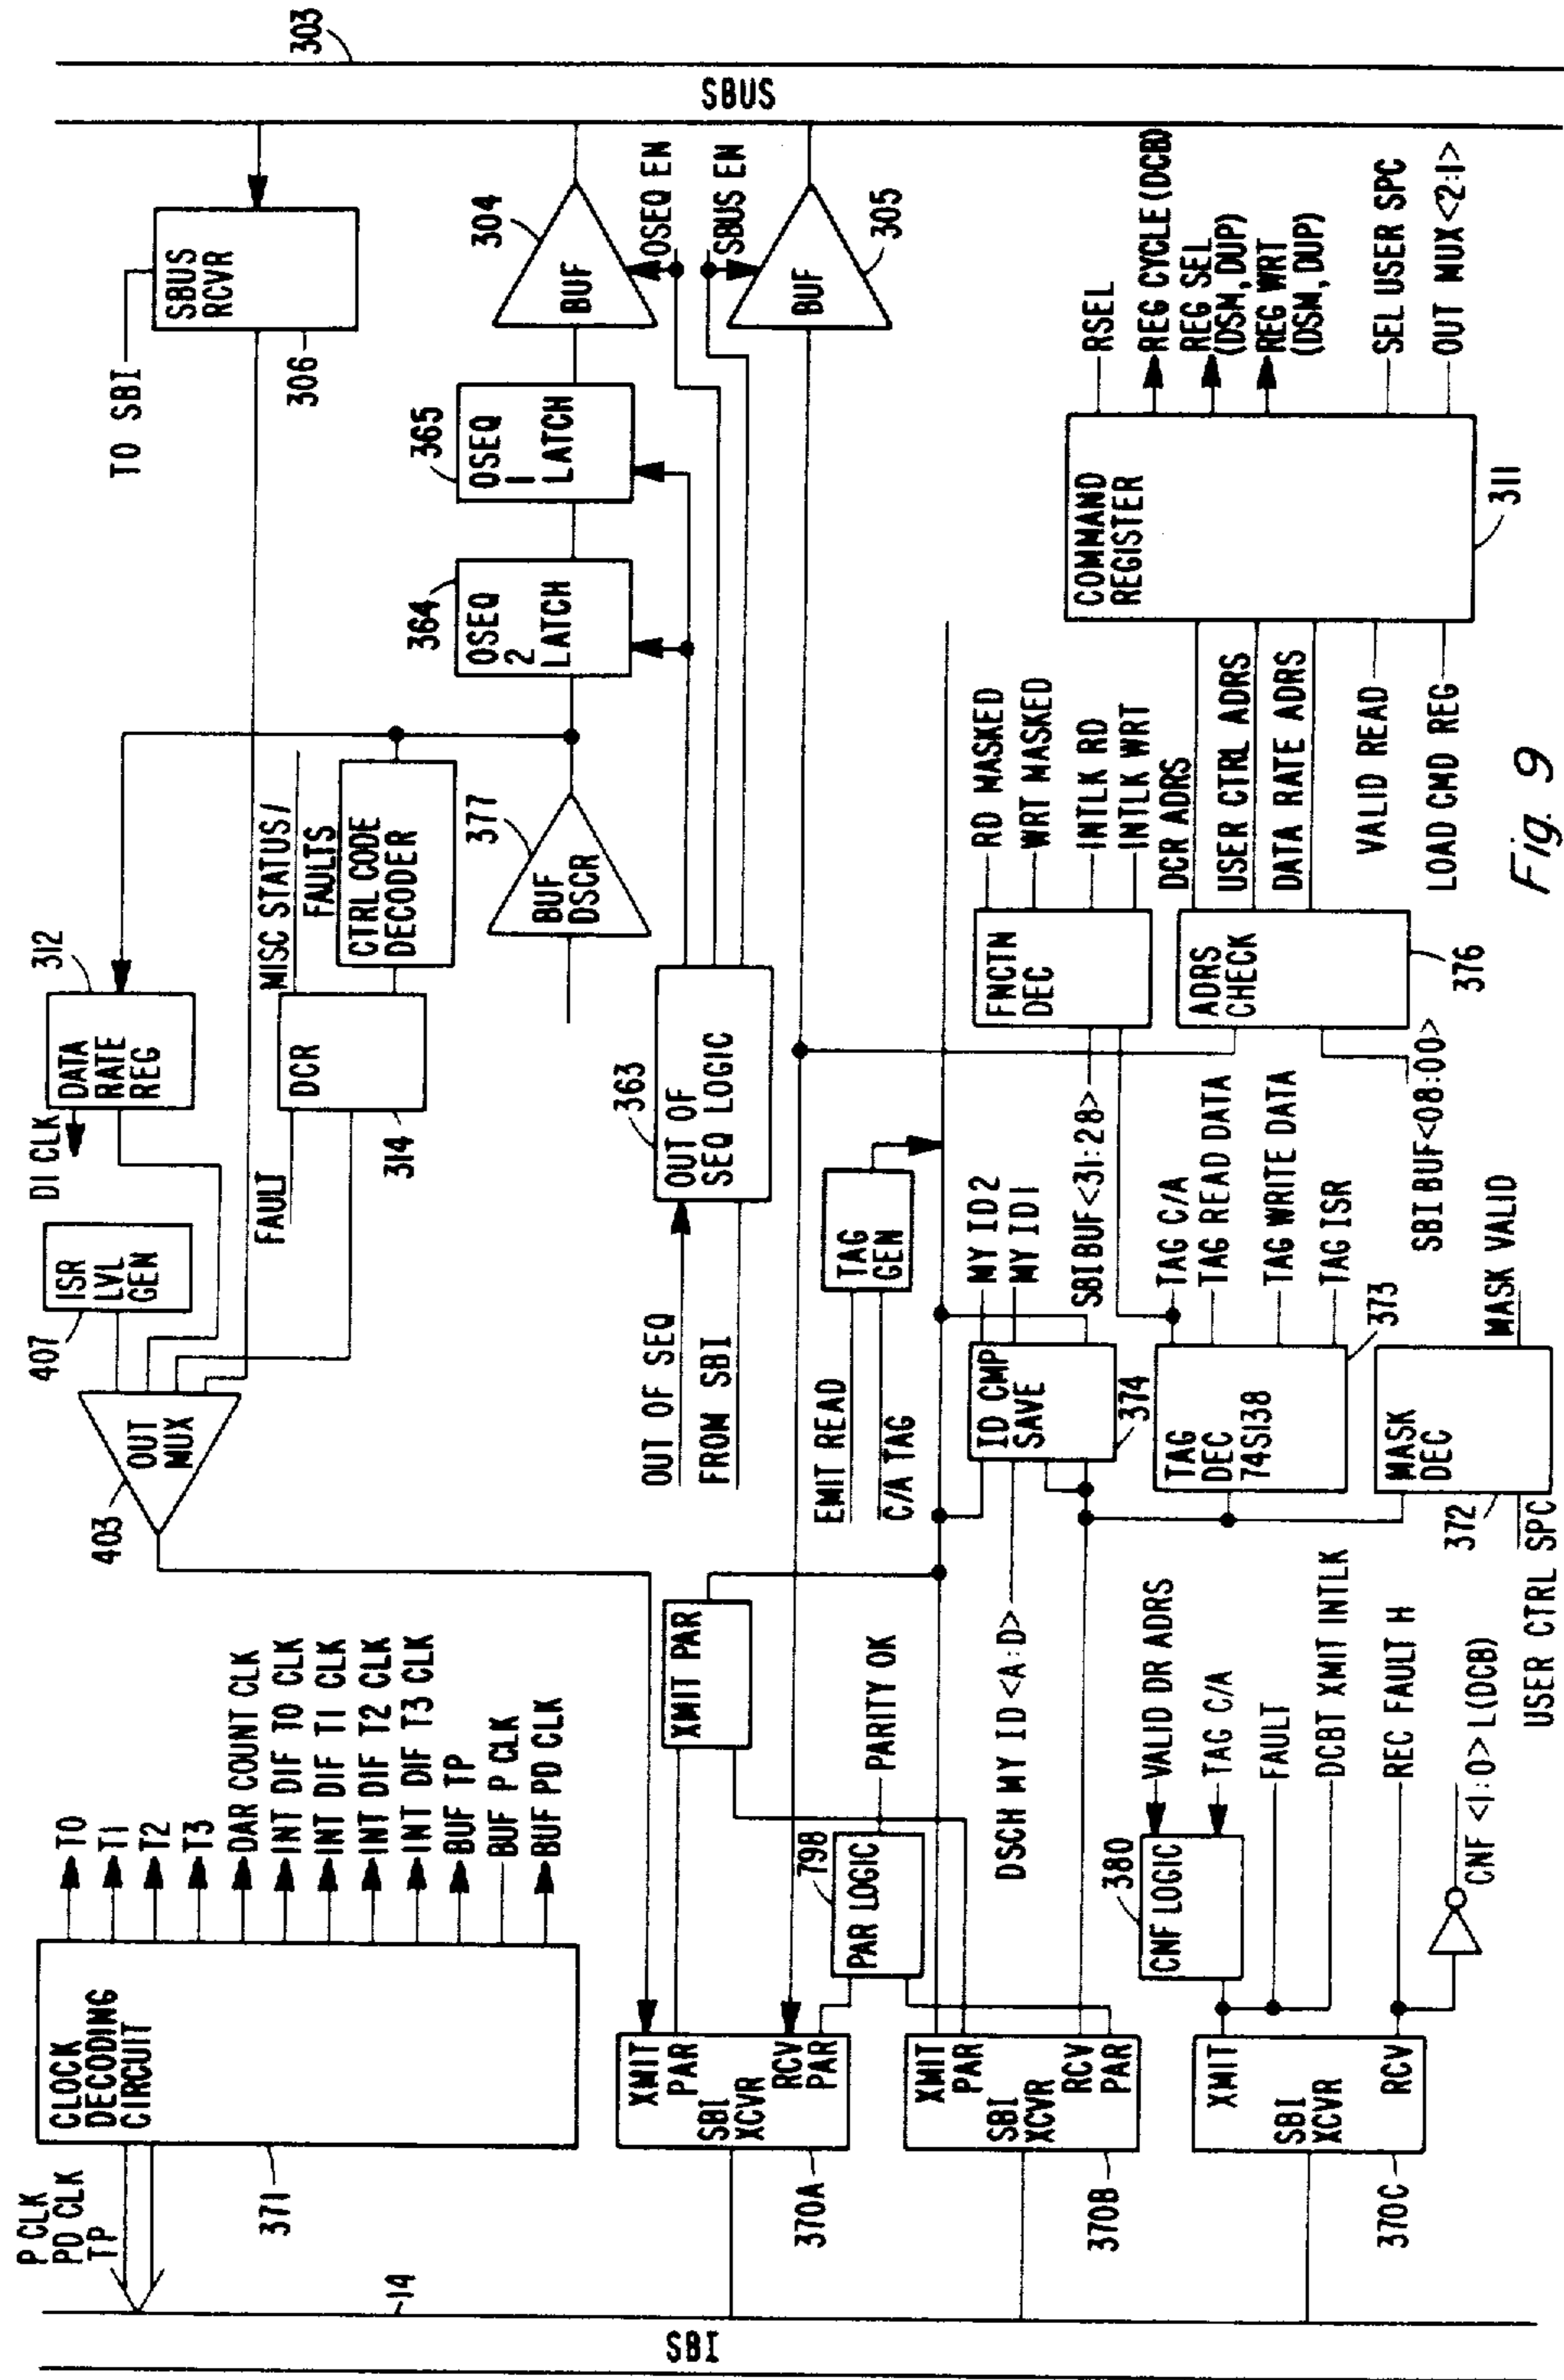 P CLK
PD CLK
TP
CLOCK
DECODING
CIRCUIT
371
T0
T1
T2
T3
DAR COUNT CLK
INT DIF T0 CLK
INT DIF T1 CLK
INT DIF T2 CLK
INT DIF T3 CLK
BUF TP
BUF P CLK
BUF PD CLK
OUT
MUX
403
ISR
LVL
GEN
407
DI CLK
DATA
RATE
REG
312
FAULT
DCR
314
MISC STATUS/
FAULTS
CTRL CODE
DECODER
TO SBI
SBUS
RCVR
306
303
SBUS
BUF
DSCR
377
OSEQ
2
LATCH
364
OSEQ
1
LATCH
365
BUF
304
OSEQ EN
SBUS EN
BUF
305
OUT OF SEQ
FROM SBI
OUT OF
SEQ LOGIC
363
XMIT
PAR
SBI
XCVR
RCV
PAR
370A
XMIT PAR
PAR LOGIC
798
PARITY OK
EMIT READ
C/A TAG
TAG
GEN
XMIT
PAR
SBI
XCVR
RCV
PAR
370B
DSCH MY ID <A:D>
ID CMP
SAVE
374
MY ID2
MY ID1
SBI BUF <31:28>
FNCTN
DEC
RD MASKED
WRT MASKED
INTLK RD
INTLK WRT
TAG
DEC
74S138
373
TAG C/A
TAG READ DATA
TAG WRITE DATA
TAG ISR
MASK
DEC
372
USER CTRL SPC
MASK VALID
ADRS
CHECK
376
SBI BUF<08:00>
DCR ADRS
USER CTRL ADRS
DATA RATE ADRS
VALID READ
LOAD CMD REG
COMMAND
REGISTER
311
RSEL
REG CYCLE (DCB)
REG SEL
(DSM, DUP)
REG WRT
(DSM, DUP)
SEL USER SPC
OUT MUX <2:1>
XMIT
SBI
XCVR
RCV
370C
CNF LOGIC
380
VALID DR ADRS
TAG C/A
FAULT
DCBT XMIT INTLK
REC FAULT H
CNF <1:0> L(DCB)
14
SBI
Fig. 9